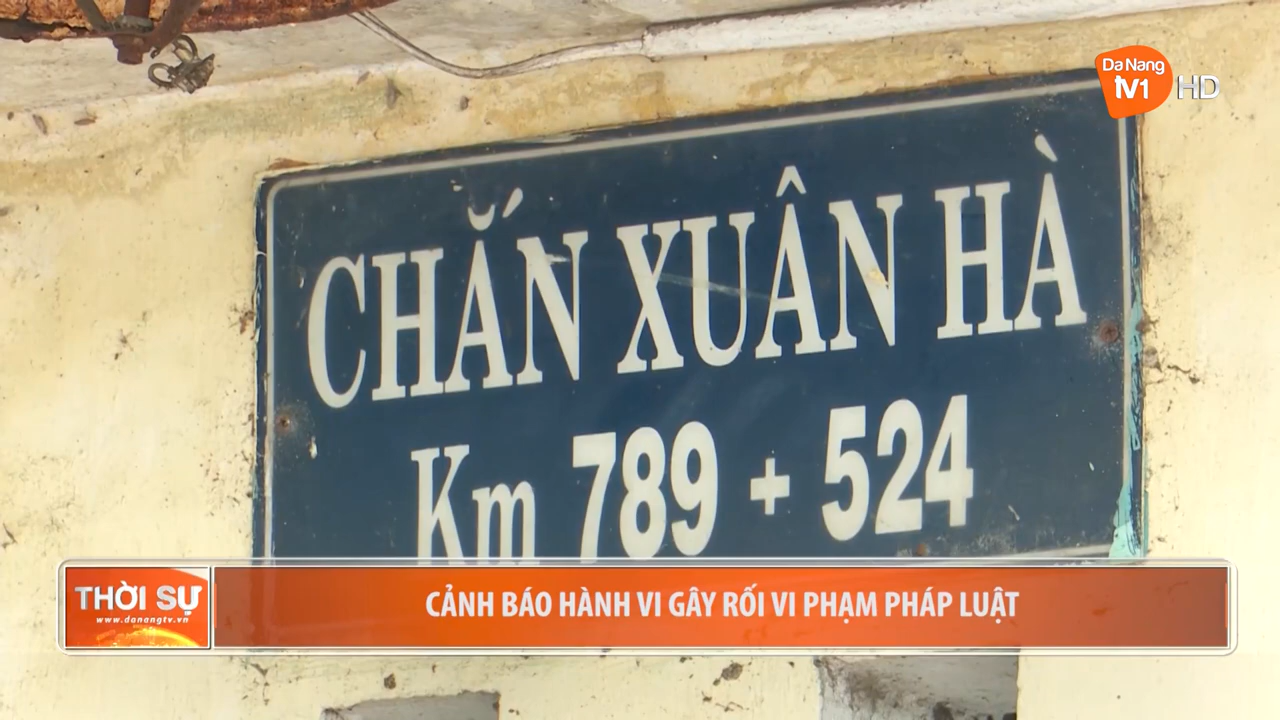 Da Nang
TV1 HD
CHẮN XUÂN HÀ
Km 789 + 524
THỜI SỰ
www.danangtv.vn
CẢNH BÁO HÀNH VI GÂY RỐI VI PHẠM PHÁP LUẬT